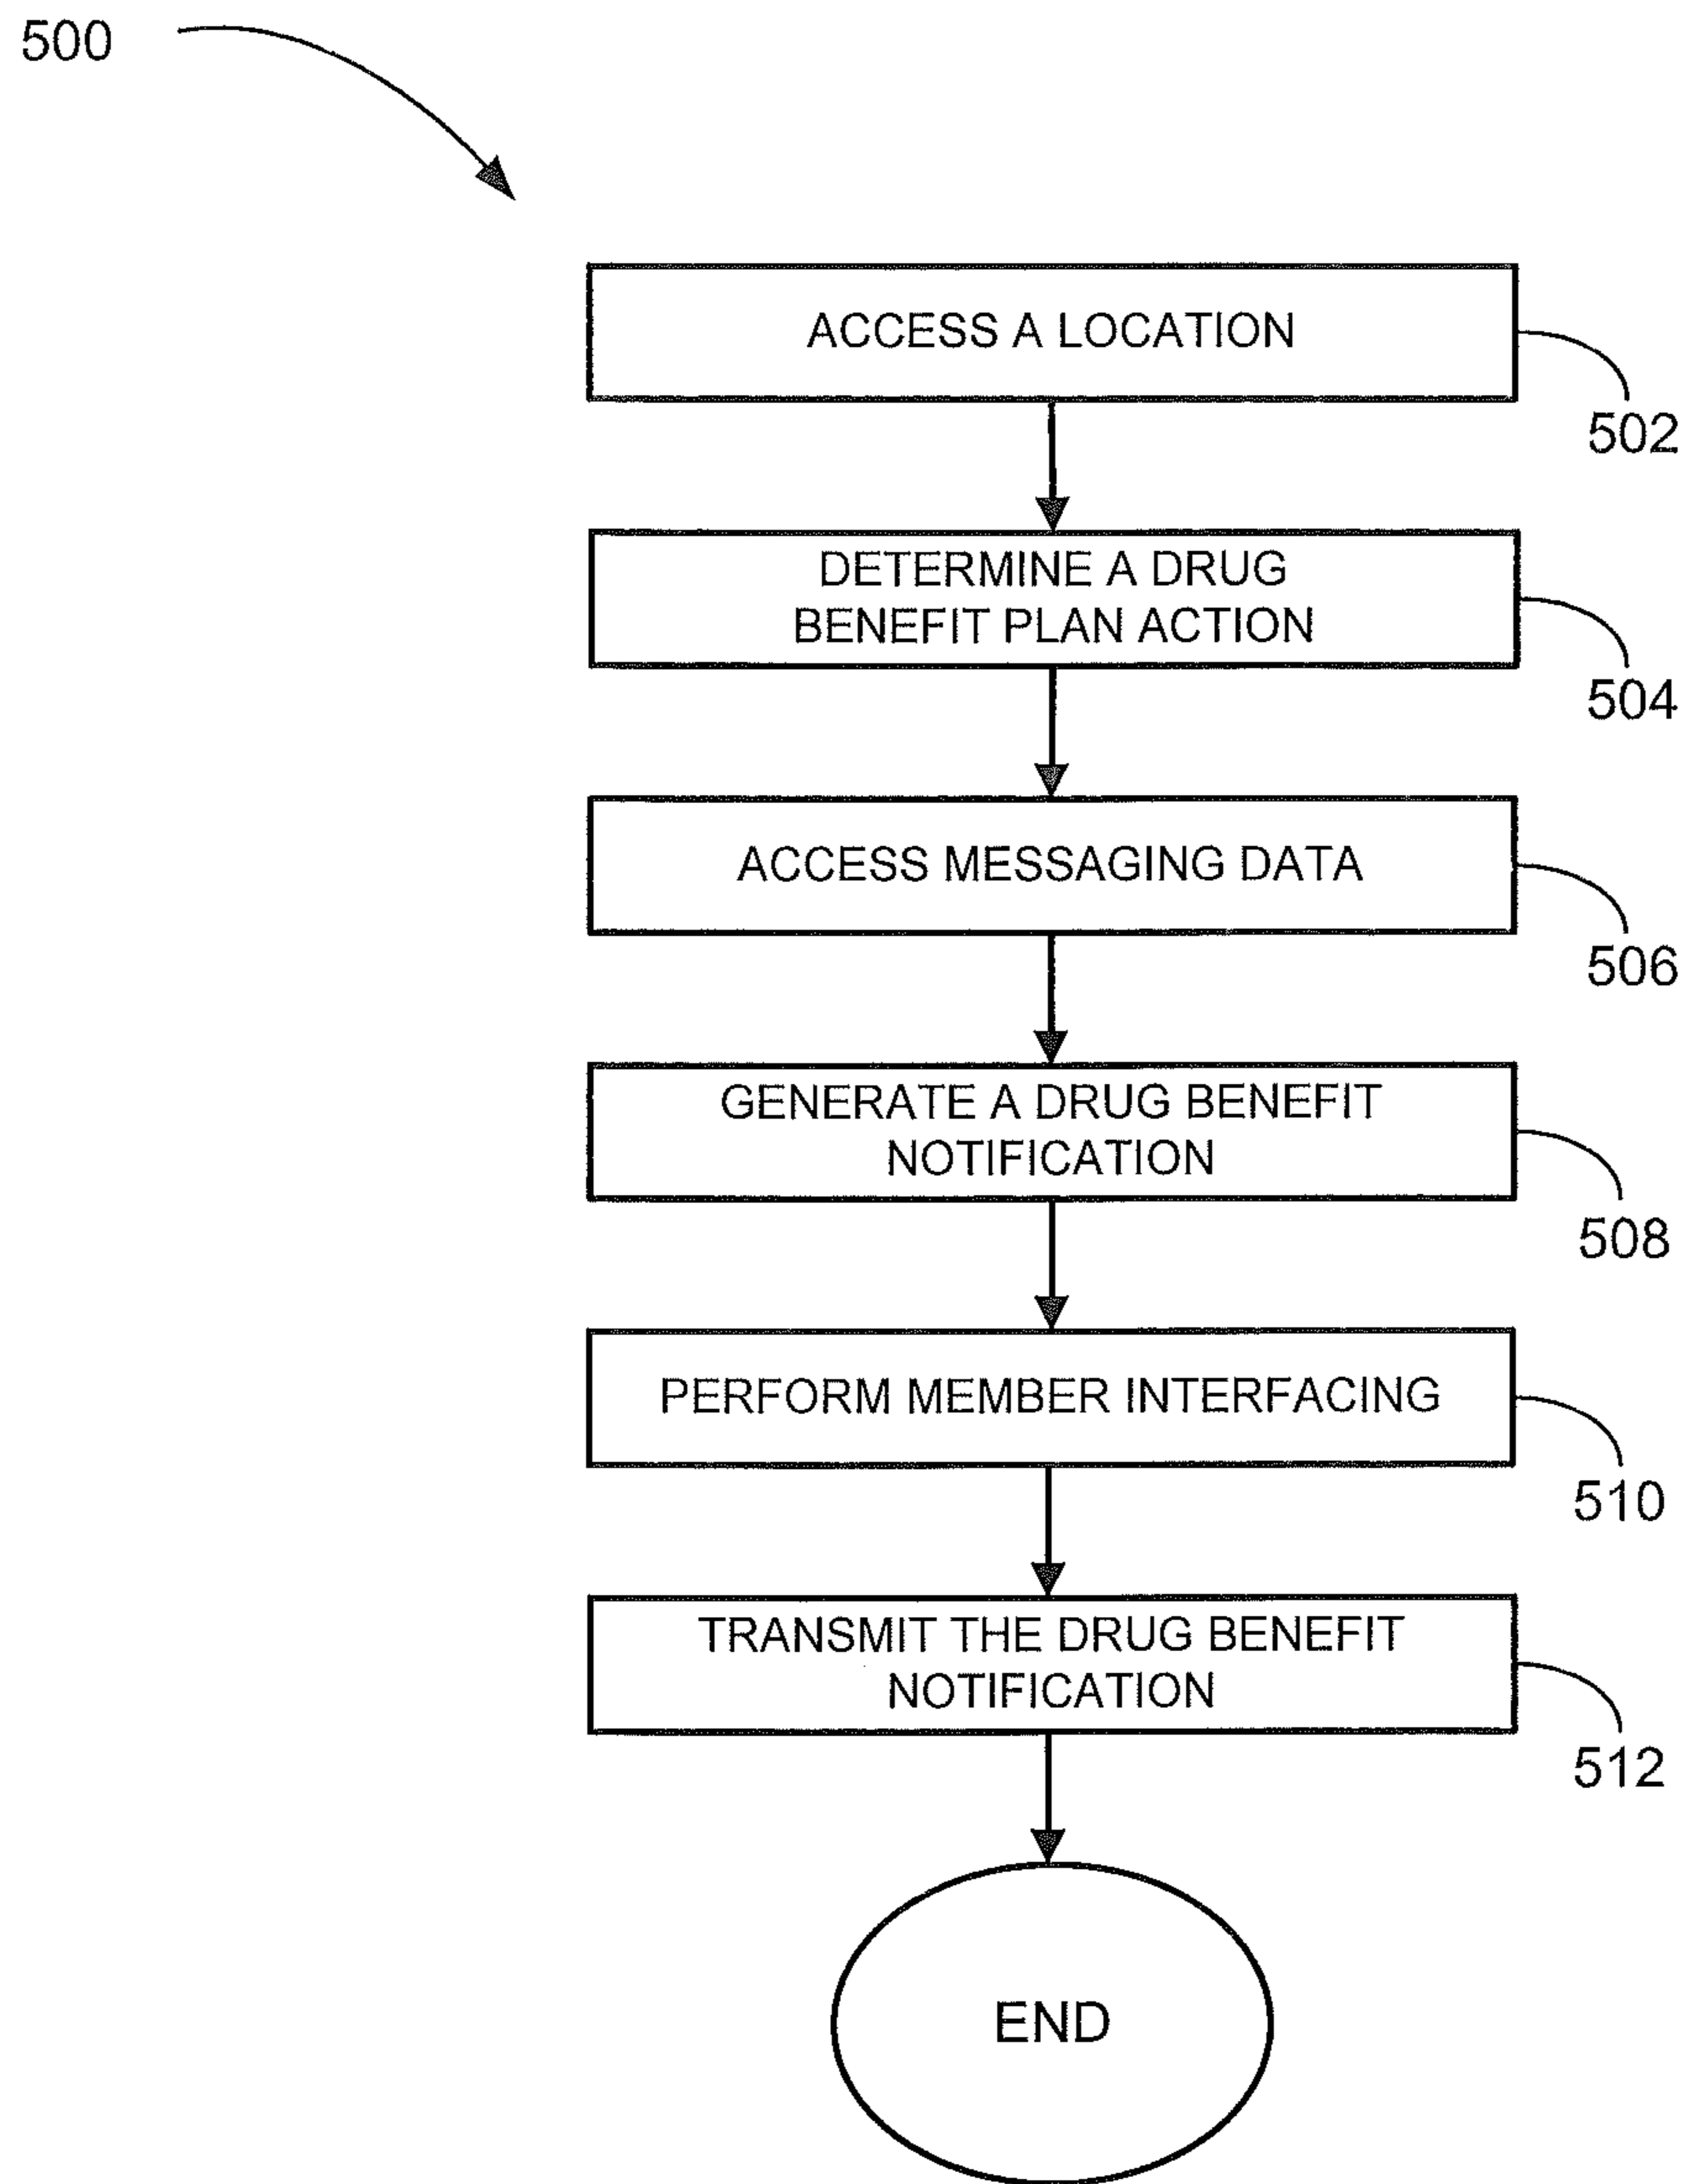 500
ACCESS A LOCATION
502
DETERMINE A DRUG
BENEFIT PLAN ACTION
504
ACCESS MESSAGING DATA
506
GENERATE A DRUG BENEFIT
NOTIFICATION
508
PERFORM MEMBER INTERFACING
510
TRANSMIT THE DRUG BENEFIT
NOTIFICATION
512
END